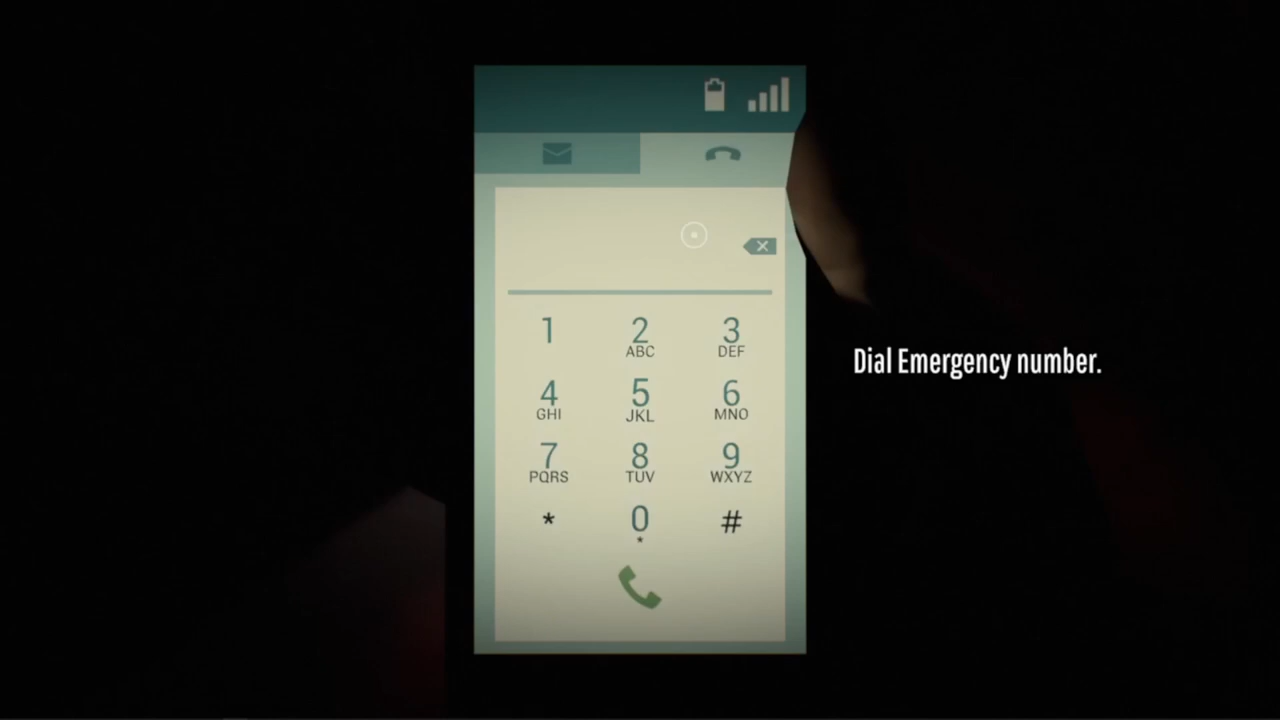 1 2 3
ABC DEF
4 5 6
GHI JKL MNO
7 8 9
PQRS TUV WXYZ
* 0 #
*
Dial Emergency number.